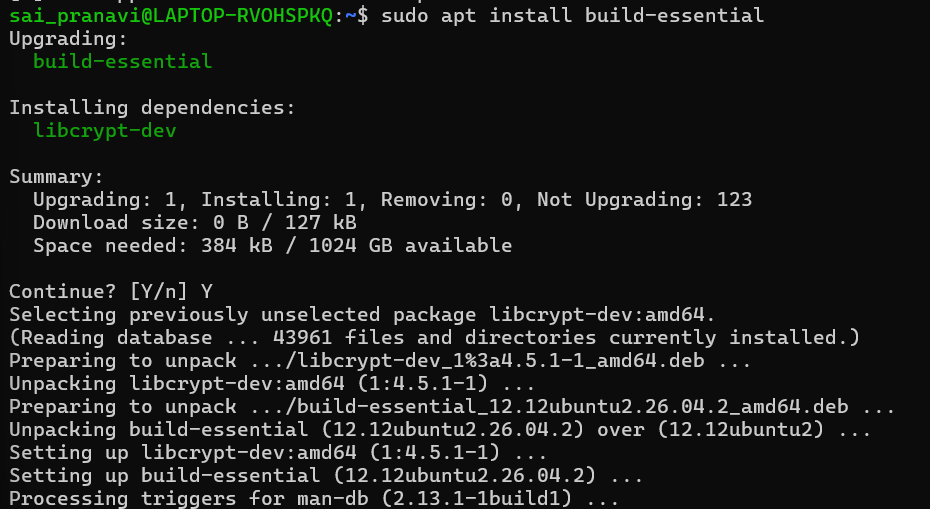 sai_pranavi@LAPTOP-RVOHSPKQ:~$ sudo apt install build-essential
Upgrading:
  build-essential

Installing dependencies:
  libcrypt-dev

Summary:
  Upgrading: 1, Installing: 1, Removing: 0, Not Upgrading: 123
  Download size: 0 B / 127 kB
  Space needed: 384 kB / 1024 GB available

Continue? [Y/n] Y
Selecting previously unselected package libcrypt-dev:amd64.
(Reading database ... 43961 files and directories currently installed.)
Preparing to unpack .../libcrypt-dev_1%3a4.5.1-1_amd64.deb ...
Unpacking libcrypt-dev:amd64 (1:4.5.1-1) ...
Preparing to unpack .../build-essential_12.12ubuntu2.26.04.2_amd64.deb ...
Unpacking build-essential (12.12ubuntu2.26.04.2) over (12.12ubuntu2) ...
Setting up libcrypt-dev:amd64 (1:4.5.1-1) ...
Setting up build-essential (12.12ubuntu2.26.04.2) ...
Processing triggers for man-db (2.13.1-1build1) ...